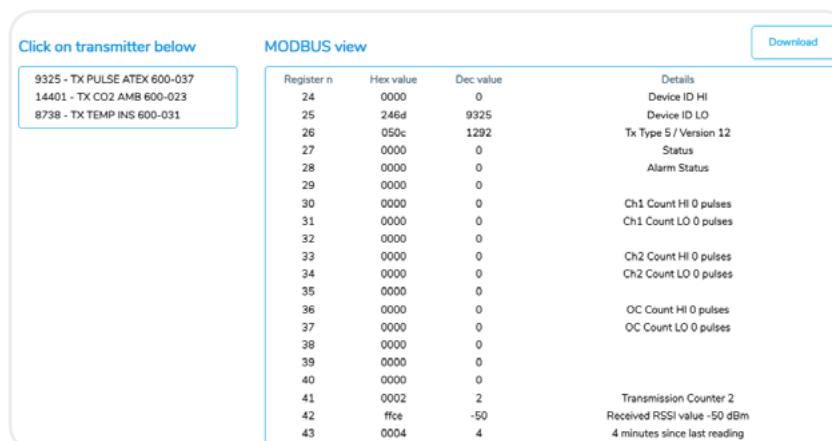 Click on transmitter below
9325 - TX PULSE ATEX 600-037
14401 - TX CO2 AMB 600-023
8738 - TX TEMP INS 600-031
MODBUS view
Download
Register n Hex value Dec value Details
24 0000 0 Device ID HI
25 246d 9325 Device ID LO
26 050c 1292 Tx Type 5 / Version 12
27 0000 0 Status
28 0000 0 Alarm Status
29 0000 0
30 0000 0 Ch1 Count HI 0 pulses
31 0000 0 Ch1 Count LO 0 pulses
32 0000 0
33 0000 0 Ch2 Count HI 0 pulses
34 0000 0 Ch2 Count LO 0 pulses
35 0000 0
36 0000 0 OC Count HI 0 pulses
37 0000 0 OC Count LO 0 pulses
38 0000 0
39 0000 0
40 0000 0
41 0002 2 Transmission Counter 2
42 ffce -50 Received RSSI value -50 dBm
43 0004 4 4 minutes since last reading